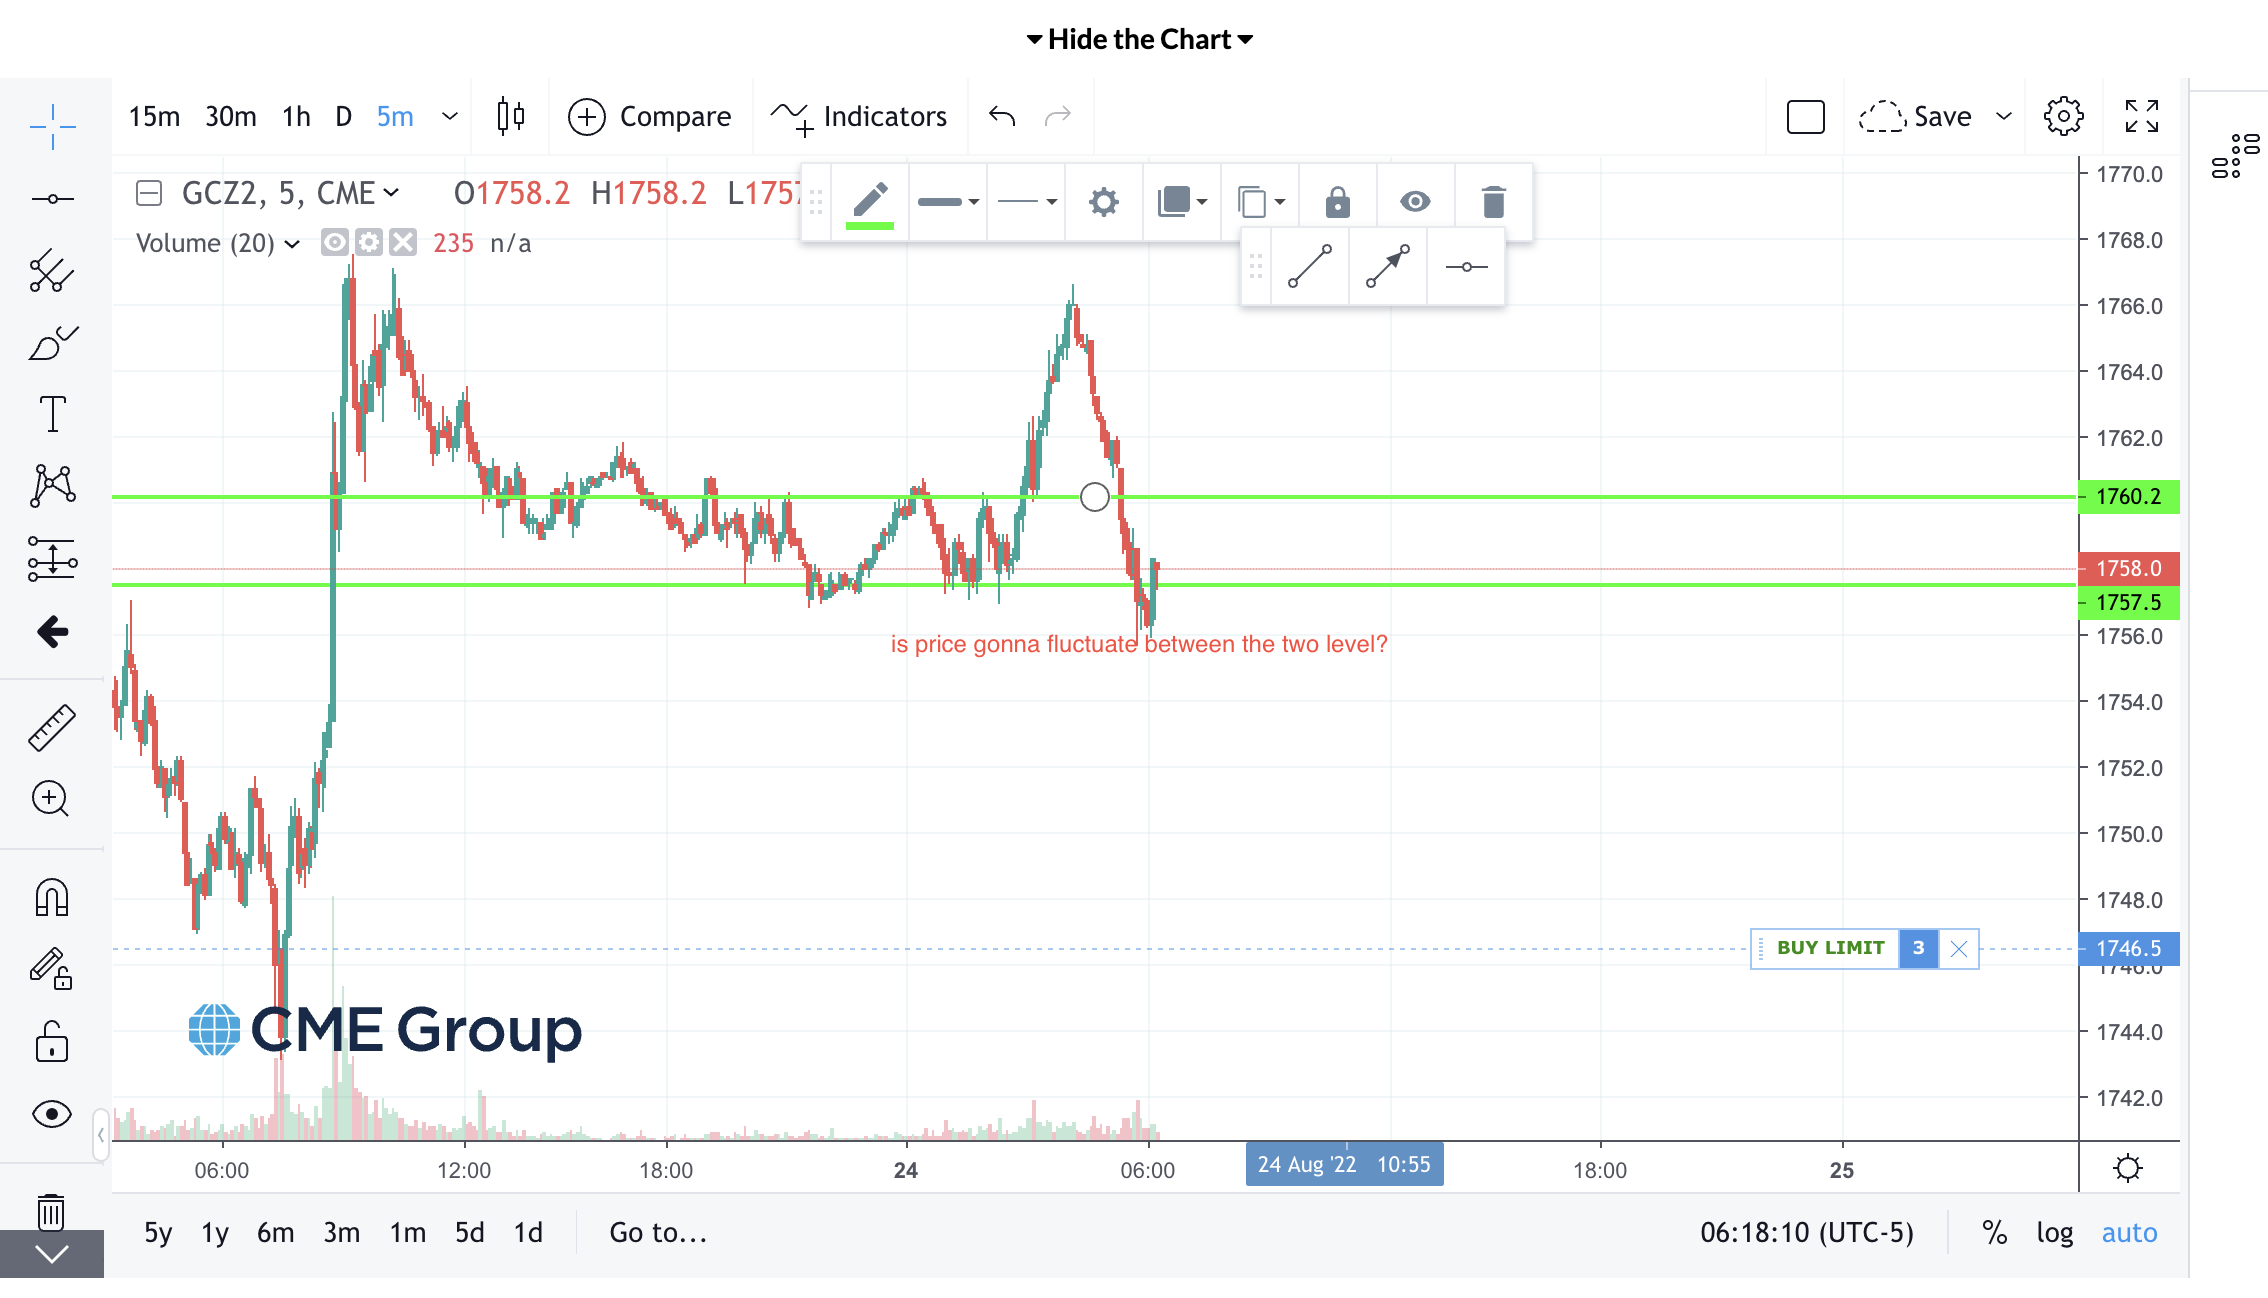 Hide the Chart
15m 30m 1h D 5m Compare Indicators Save
GCZ2, 5, CME O1758.2 H1758.2 L1757
Volume (20) 235 n/a
1770.0
1768.0
1766.0
1764.0
1762.0
1760.2
1758.0
1757.5
is price gonna fluctuate between the two level?
1756.0
1754.0
1752.0
1750.0
1748.0
BUY LIMIT 3 1746.5
1746.0
CME Group
1744.0
1742.0
06:00 12:00 18:00 24 06:00 24 Aug '22 10:55 18:00 25
5y 1y 6m 3m 1m 5d 1d Go to... 06:18:10 (UTC-5) % log auto